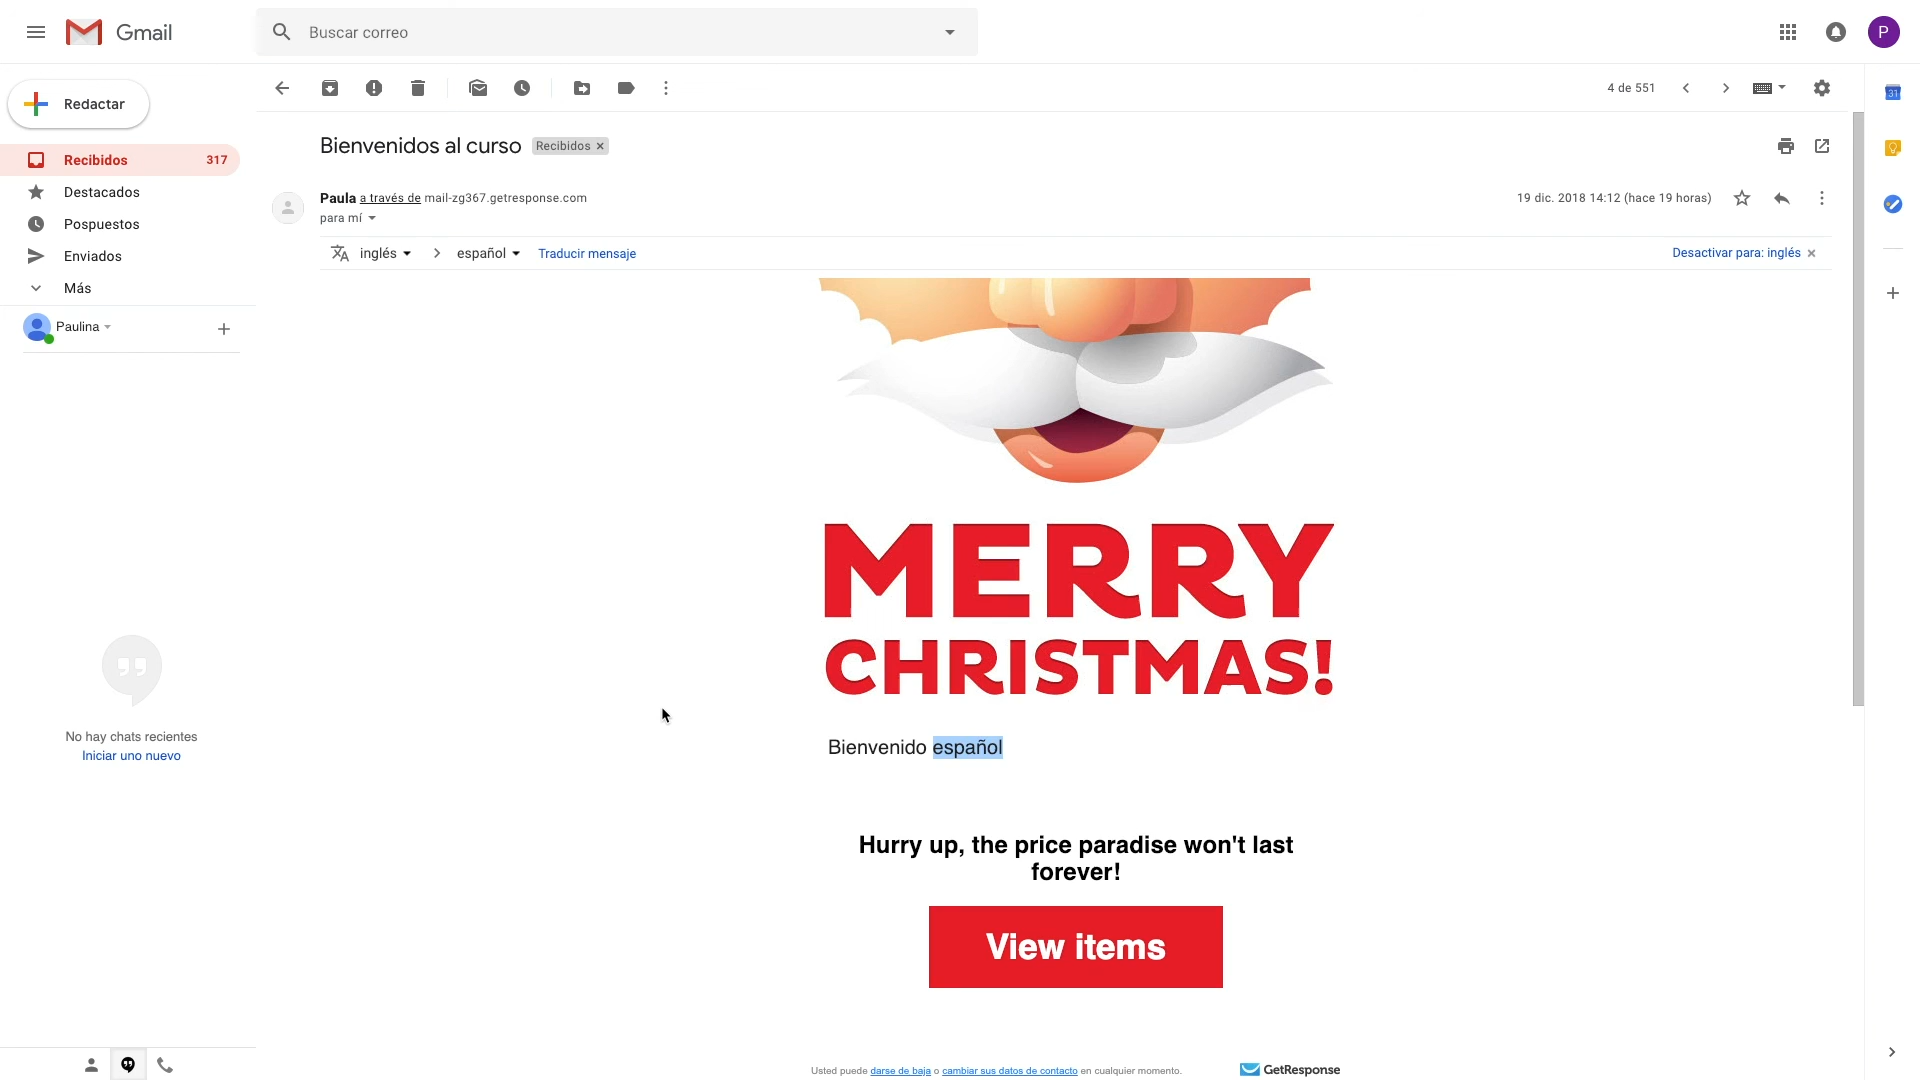 Gmail
Buscar correo
P
Redactar
4 de 551
31
Bienvenidos al curso Recibidos ×
Recibidos 317
Destacados
Pospuestos
Enviados
Más
Paulina
Paula a través de mail-zg367.getresponse.com
19 dic. 2018 14:12 (hace 19 horas)
para mí
inglés > español Traducir mensaje
Desactivar para: inglés ×
MERRY
CHRISTMAS!
No hay chats recientes
Iniciar uno nuevo
Bienvenido español
Hurry up, the price paradise won't last
forever!
View items
Usted puede darse de baja o cambiar sus datos de contacto en cualquier momento.
GetResponse